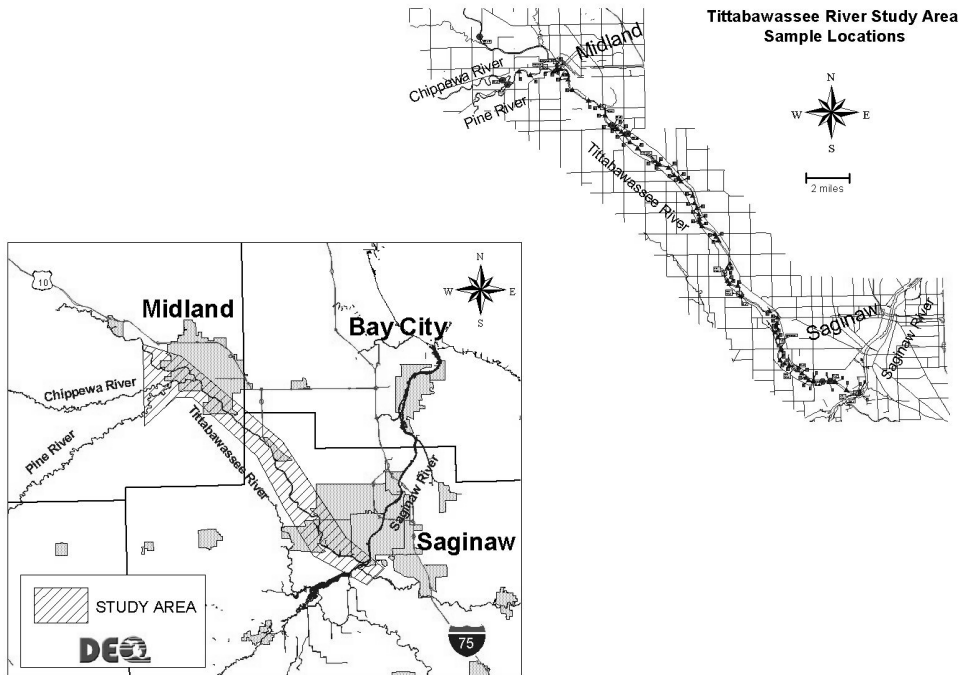 Tittabawassee River Study Area
Sample Locations
Midland
Chippewa River
Pine River
Tittabawassee River
Saginaw
Saginaw River
N
W E
S
2 miles
10
Midland
Bay City
N
W E
S
Chippewa River
Pine River
Tittabawassee River
Saginaw River
Saginaw
STUDY AREA
DEQ
75